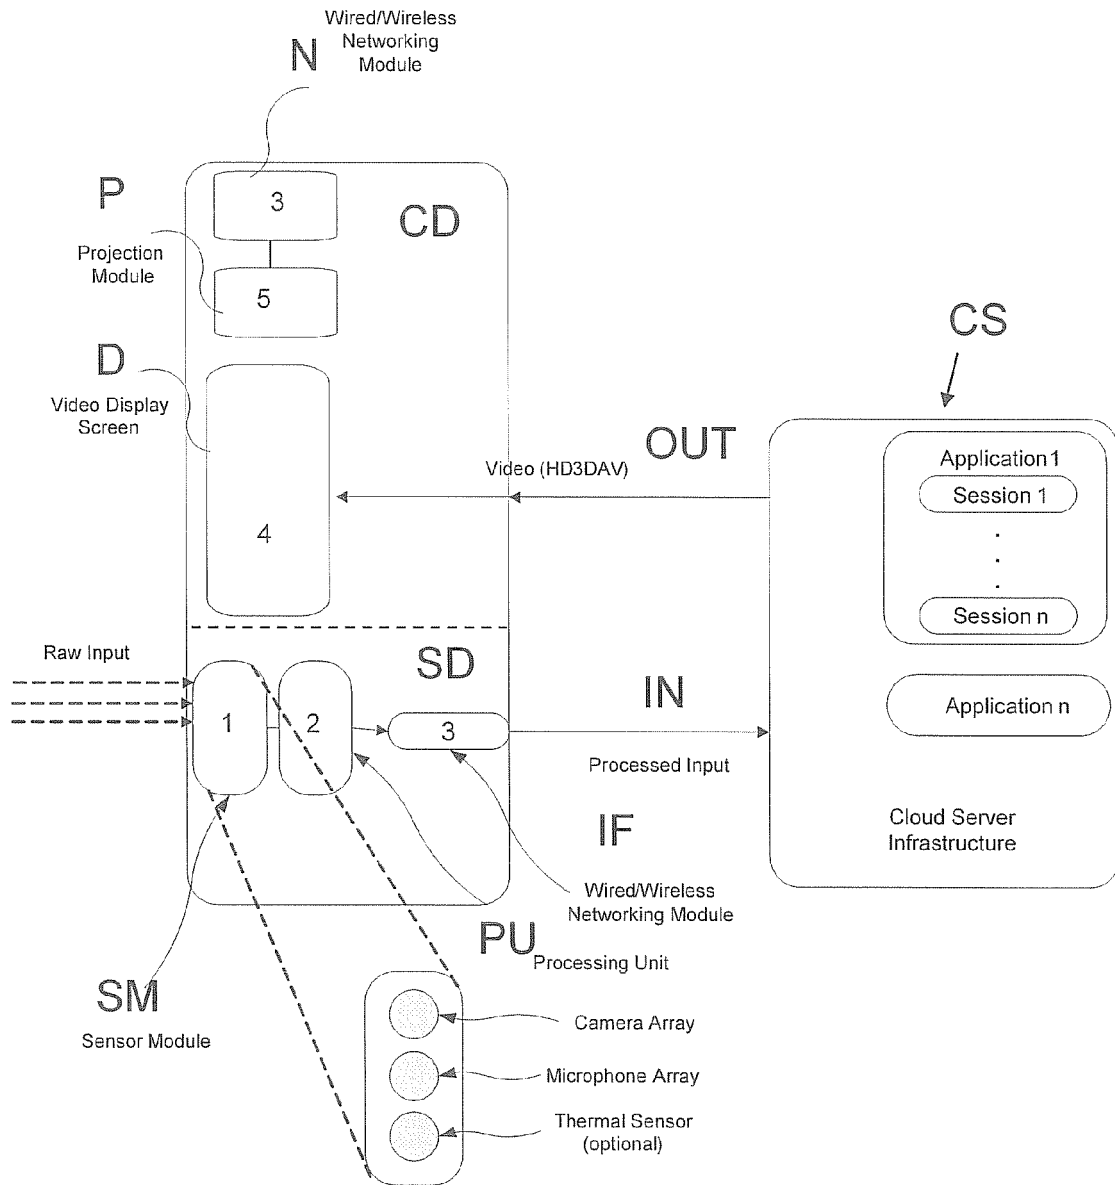 Wired/Wireless
Networking
Module
N
3
P
CD
Projection
Module
5
CS
D
Video Display
Screen
OUT
Video (HD3DAV)
Application 1
Session 1
.
.
.
Session n
4
Raw Input
SD
IN
Application n
1
2
3
Processed Input
Cloud Server
Infrastructure
IF
Wired/Wireless
Networking Module
PU
Processing Unit
SM
Sensor Module
Camera Array
Microphone Array
Thermal Sensor
(optional)